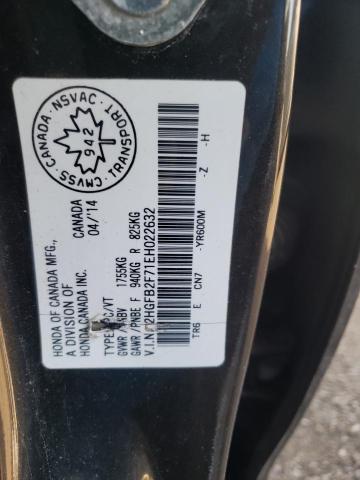 HONDA OF CANADA MFG., CANADA
A DIVISION OF 04/'14
HONDA CANADA INC.
CANADA - NSVAC - TRANSPORT - CMVSS
942
TYPE PC/VT 1755KG
GVWR / PNBV
GAWR / PNBE F 940KG R 825KG
V.I.N. 2HGFB2F71EH022632
TR6 E CN7 -YR600M -Z -H